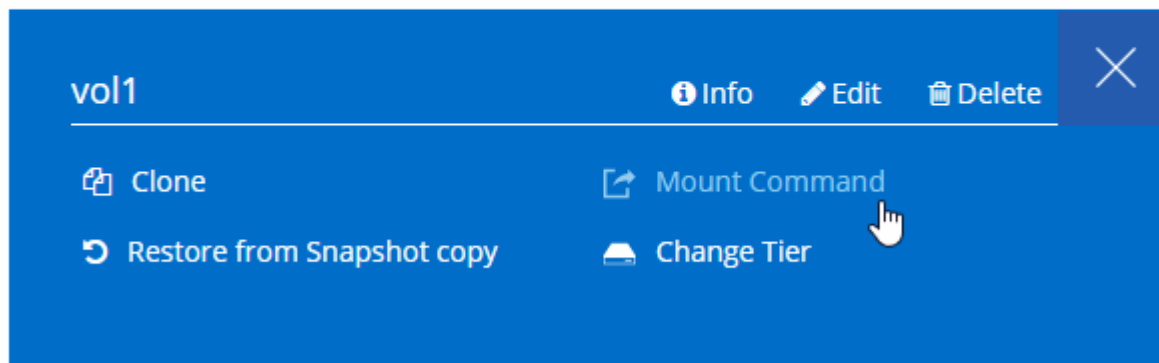 vol1 Info Edit Delete
Clone Mount Command
Restore from Snapshot copy Change Tier